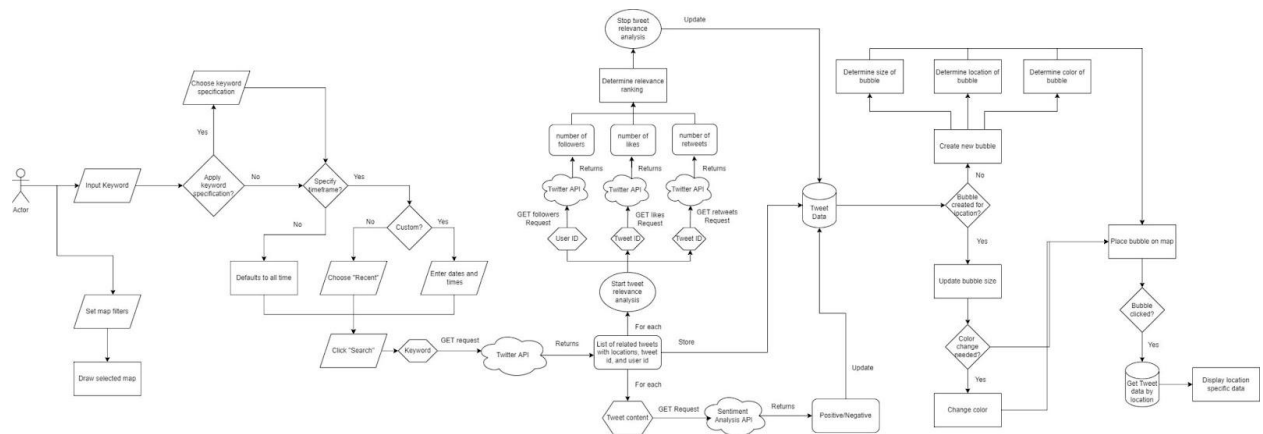 Actor
Input Keyword
Set map filters
Draw selected map
Choose keyword
specification
Yes
Apply
keyword
specification?
No
Specify
timeframe?
Yes
No
Custom?
No
Yes
Defaults to all time
Choose "Recent"
Enter dates and
times
Click "Search"
Keyword
GET request
Twitter API
Returns
List of related tweets
with locations, tweet
id, and user id
For each
Start tweet
relevance
analysis
User ID
Tweet ID
Tweet ID
GET followers
Request
GET likes
Request
GET retweets
Request
Twitter API
Twitter API
Twitter API
Returns
Returns
Returns
number of
followers
number of
likes
number of
retweets
Determine relevance
ranking
Stop tweet
relevance
analysis
Update
Store
For each
Tweet content
GET Request
Sentiment
Analysis API
Returns
Positive/Negative
Update
Tweet
Data
Bubble
created for
location?
No
Create new bubble
Determine size of
bubble
Determine location of
bubble
Determine color of
bubble
Yes
Update bubble size
Color
change
needed?
Yes
Change color
Place bubble on map
Bubble
clicked?
Yes
Get Tweet
data by
location
Display location
specific data